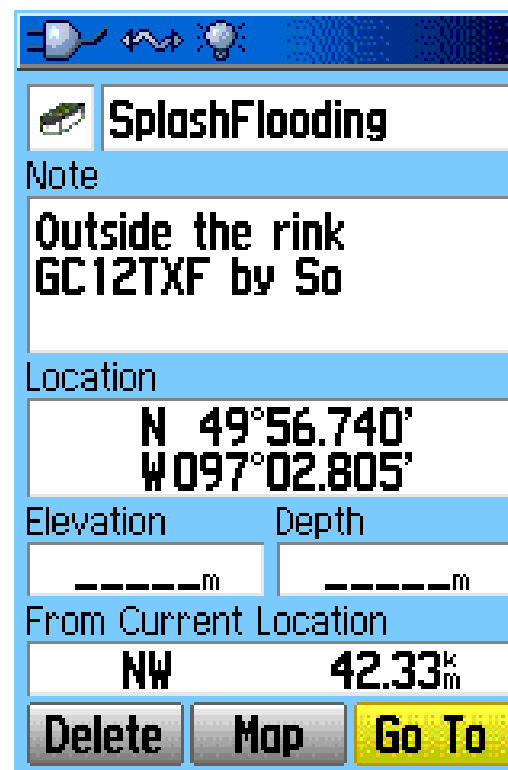 SplashFlooding
Note
Outside the rink
GC12TXF by So
Location
N 49°56.740'
W097°02.805'
Elevation Depth
_____m _____m
From Current Location
NW 42.33km
Delete Map Go To